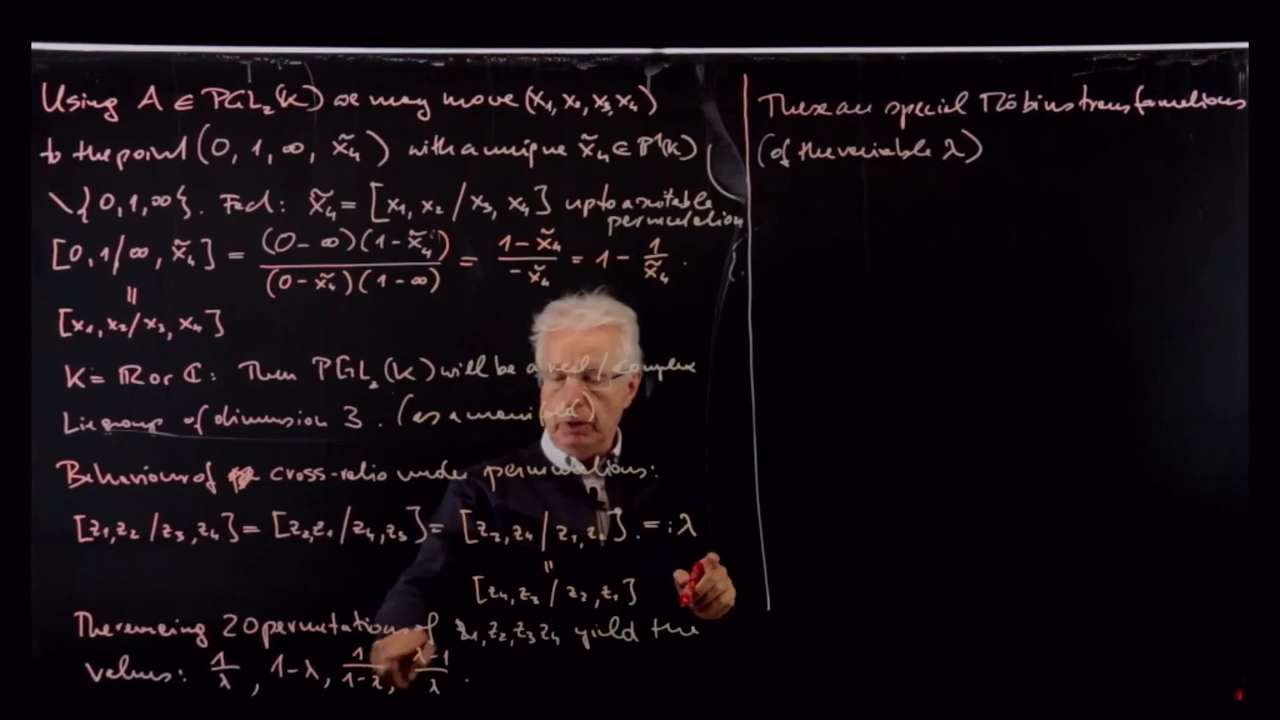 Using A ∈ PGL₂(K) we may move (x₁, x₂, x₃, x₄)
to the point (0, 1, ∞, x̃₄) with a unique x̃₄ ∈ P¹(K)
\{0, 1, ∞}. Fact: x̃₄ = [x₁, x₂ / x₃, x₄] up to a suitable
permutation
[0, 1 / ∞, x̃₄] = (0-∞)(1-x̃₄) / (0-x̃₄)(1-∞) = 1-x̃₄ / -x̃₄ = 1 - 1/x̃₄ .
=
[x₁, x₂ / x₃, x₄]
K = ℝ or ℂ: Then PGL₂(K) will be a real / complex
Lie group of dimension 3. (as a manifold)
Behaviour of cross-ratio under permutations:
[z₁, z₂ / z₃, z₄] = [z₂, z₁ / z₄, z₃] = [z₃, z₄ / z₁, z₂] . =: λ
=
[z₄, z₃ / z₂, z₁]
The remaing 20 permutations of z₁, z₂, z₃ z₄ yield the
values: 1/λ , 1-λ, 1/1-λ, λ-1/λ .
These are special Möbius transformations
(of the variable λ)